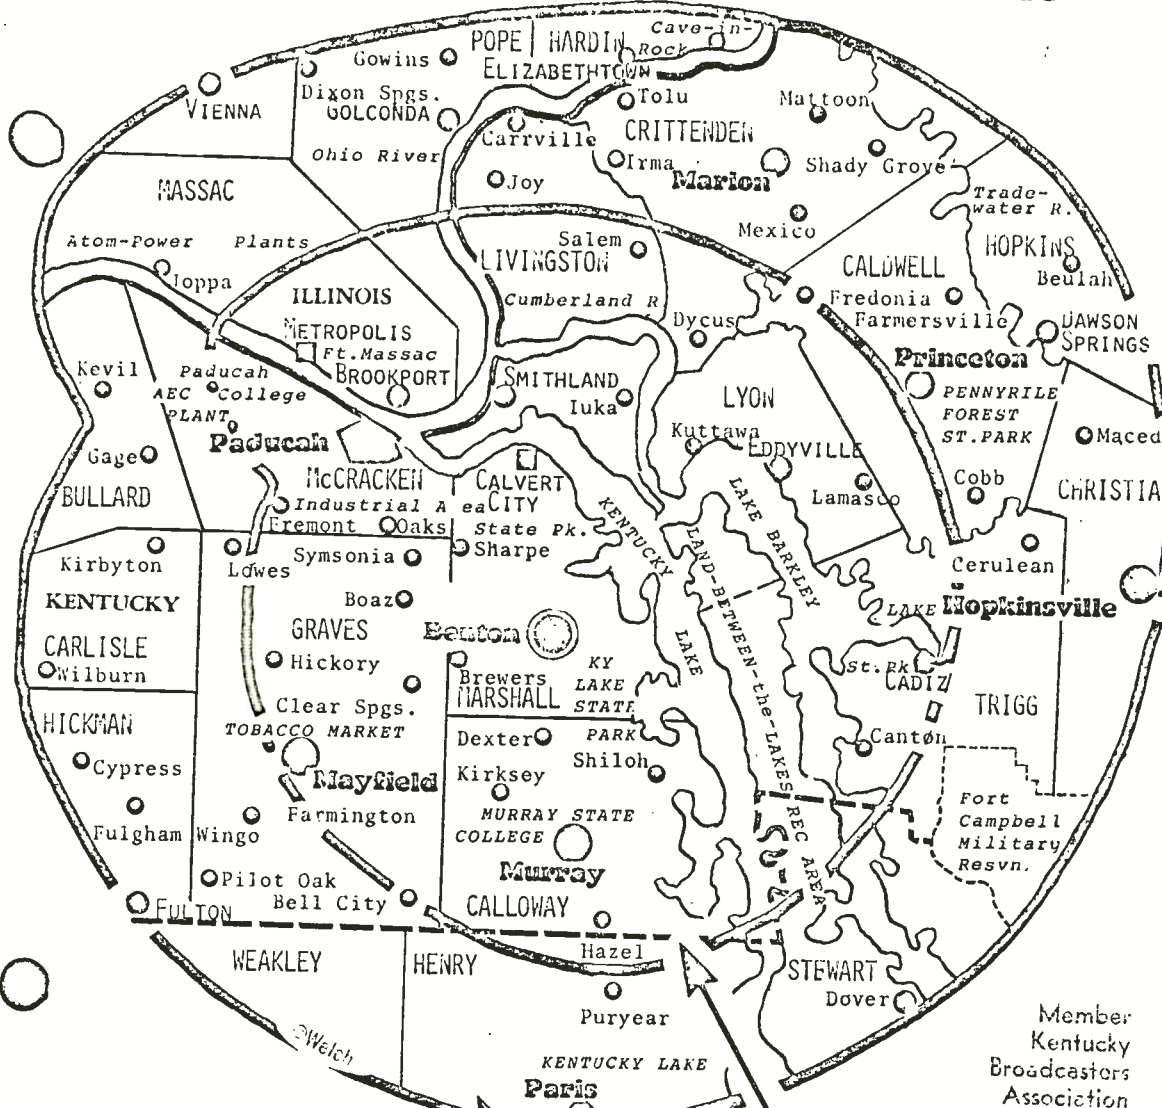 POPE
HARDIN
Cave-in-
Rock
Gowins
ELIZABETHTOWN
VIENNA
Dixon Spgs.
GOLCONDA
Tolu
Mattoon
Carrville
CRITTENDEN
Ohio River
Irma
Marion
Shady Grove
MASSAC
Joy
Trade-
water R.
Mexico
Atom-Power Plants
Salem
LIVINGSTON
HOPKINS
Joppa
CALDWELL
Beulah
ILLINOIS
Cumberland R
Fredonia
Farmersville
METROPOLIS
Dycus
DAWSON
SPRINGS
Ft.Massac
Princeton
Kevil
Paducah
College
BROOKPORT
SMITHLAND
AEC
PLANT
Iuka
LYON
PENNYRILE
FOREST
ST.PARK
Paducah
Kuttawa
EDDYVILLE
Maced
Gage
McCRACKEN
CALVERT
CITY
Cobb
BULLARD
Industrial A ea
Lamasco
CHRISTIA
Fremont
Oaks
State Pk.
KENTUCKY
LAKE
LAKE BARKLEY
LAND-BETWEEN-the-LAKES REC AREA
Kirbyton
Lowes
Symsonia
Sharpe
Cerulean
KENTUCKY
Boaz
LAKE
Hopkinsville
CARLISLE
GRAVES
Benton
Wilburn
Hickory
Brewers
KY
LAKE
STATE
PARK
St.Pk
CADIZ
MARSHALL
HICKMAN
Clear Spgs.
TRIGG
TOBACCO MARKET
Dexter
Canton
Cypress
Mayfield
Kirksey
Shiloh
Fort
Campbell
Military
Resvn.
Fulgham
Wingo
Farmington
MURRAY STATE
COLLEGE
Murray
Pilot Oak
Bell City
FULTON
CALLOWAY
Hazel
WEAKLEY
HENRY
STEWART
Puryear
Dover
©Welch
KENTUCKY LAKE
Paris
Member
Kentucky
Broadcasters
Association